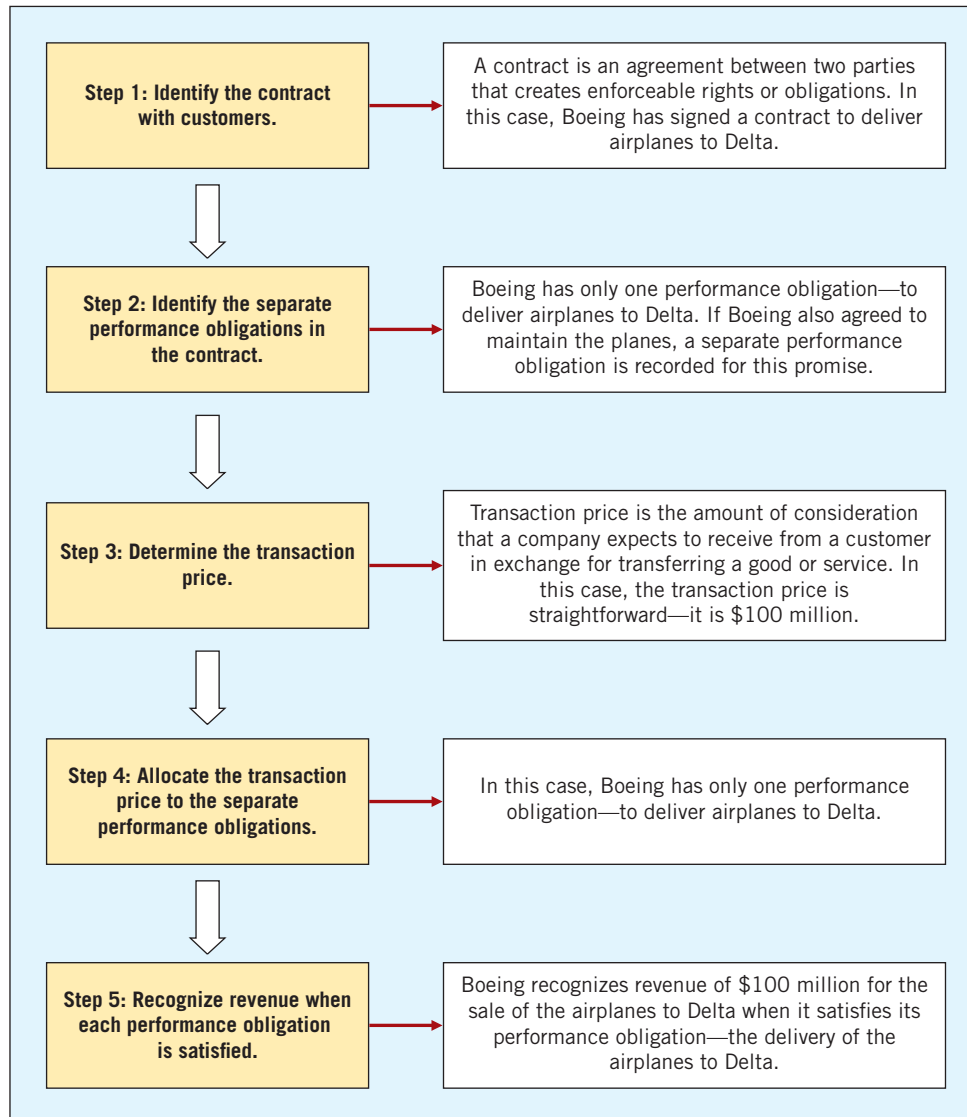 Step 1: Identify the contract
with customers.
A contract is an agreement between two parties
that creates enforceable rights or obligations. In
this case, Boeing has signed a contract to deliver
airplanes to Delta.
Step 2: Identify the separate
performance obligations in
the contract.
Boeing has only one performance obligation—to
deliver airplanes to Delta. If Boeing also agreed to
maintain the planes, a separate performance
obligation is recorded for this promise.
Step 3: Determine the transaction
price.
Transaction price is the amount of consideration
that a company expects to receive from a customer
in exchange for transferring a good or service. In
this case, the transaction price is
straightforward—it is $100 million.
Step 4: Allocate the transaction
price to the separate
performance obligations.
In this case, Boeing has only one performance
obligation—to deliver airplanes to Delta.
Step 5: Recognize revenue when
each performance obligation
is satisfied.
Boeing recognizes revenue of $100 million for the
sale of the airplanes to Delta when it satisfies its
performance obligation—the delivery of the
airplanes to Delta.